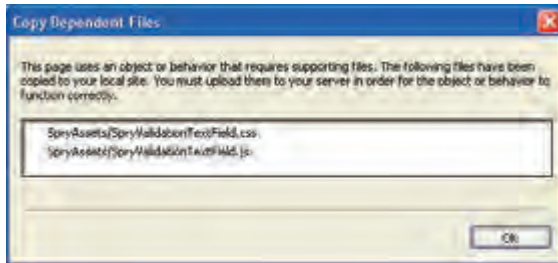 Copy Dependent Files
This page uses an object or behavior that requires supporting files. The following files have been
copied to your local site. You must upload them to your server in order for the object or behavior to
function correctly.
SpryAssets/SpryValidationTextField.css
SpryAssets/SpryValidationTextField.js
OK